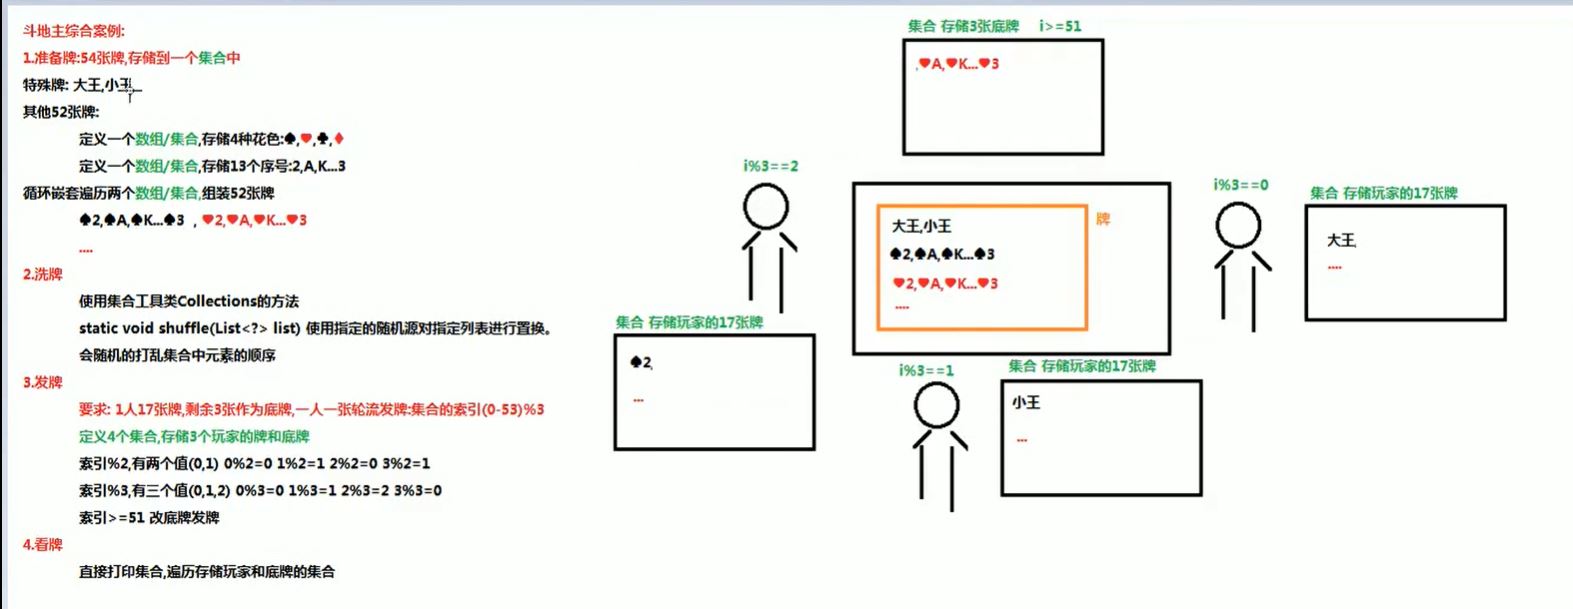 斗地主综合案例:
1.准备牌:54张牌,存储到一个集合中
特殊牌: 大王,小王
其他52张牌:
定义一个数组/集合,存储4种花色:♠,♥,♣,♦
定义一个数组/集合,存储13个序号:2,A,K...3
循环嵌套遍历两个数组/集合,组装52张牌
♠2,♠A,♠K...♠3 ,♥2,♥A,♥K...♥3
....
2.洗牌
使用集合工具类Collections的方法
static void shuffle(List<?> list) 使用指定的随机源对指定列表进行置换。
会随机的打乱集合中元素的顺序
3.发牌
要求: 1人17张牌,剩余3张作为底牌,一人一张轮流发牌:集合的索引(0-53)%3
定义4个集合,存储3个玩家的牌和底牌
索引%2,有两个值(0,1) 0%2=0 1%2=1 2%2=0 3%2=1
索引%3,有三个值(0,1,2) 0%3=0 1%3=1 2%3=2 3%3=0
索引>=51 改底牌发牌
4.看牌
直接打印集合,遍历存储玩家和底牌的集合
集合 存储3张底牌 i>=51
,♥A,♥K...♥3
i%3==2
集合 存储玩家的17张牌
♠2,
...
牌
大王,小王
♠2,♠A,♠K...♠3
♥2,♥A,♥K...♥3
....
i%3==0
集合 存储玩家的17张牌
大王,
....
i%3==1
集合 存储玩家的17张牌
小王
...